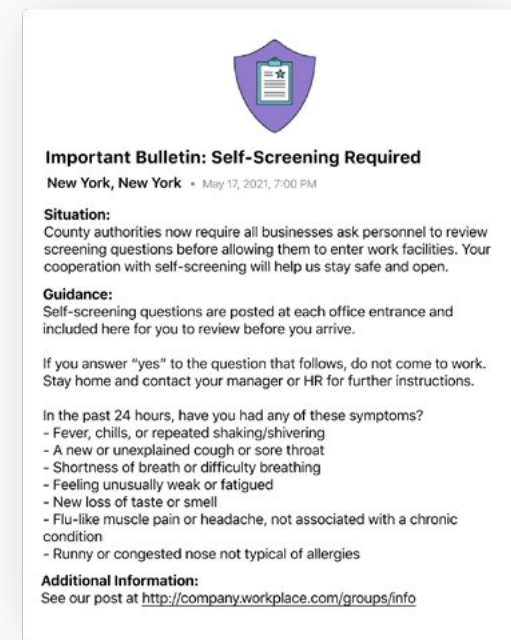 Important Bulletin: Self-Screening Required
New York, New York • May 17, 2021, 7:00 PM
Situation:
County authorities now require all businesses ask personnel to review
screening questions before allowing them to enter work facilities. Your
cooperation with self-screening will help us stay safe and open.
Guidance:
Self-screening questions are posted at each office entrance and
included here for you to review before you arrive.
If you answer “yes” to the question that follows, do not come to work.
Stay home and contact your manager or HR for further instructions.
In the past 24 hours, have you had any of these symptoms?
- Fever, chills, or repeated shaking/shivering
- A new or unexplained cough or sore throat
- Shortness of breath or difficulty breathing
- Feeling unusually weak or fatigued
- New loss of taste or smell
- Flu-like muscle pain or headache, not associated with a chronic
condition
- Runny or congested nose not typical of allergies
Additional Information:
See our post at http://company.workplace.com/groups/info